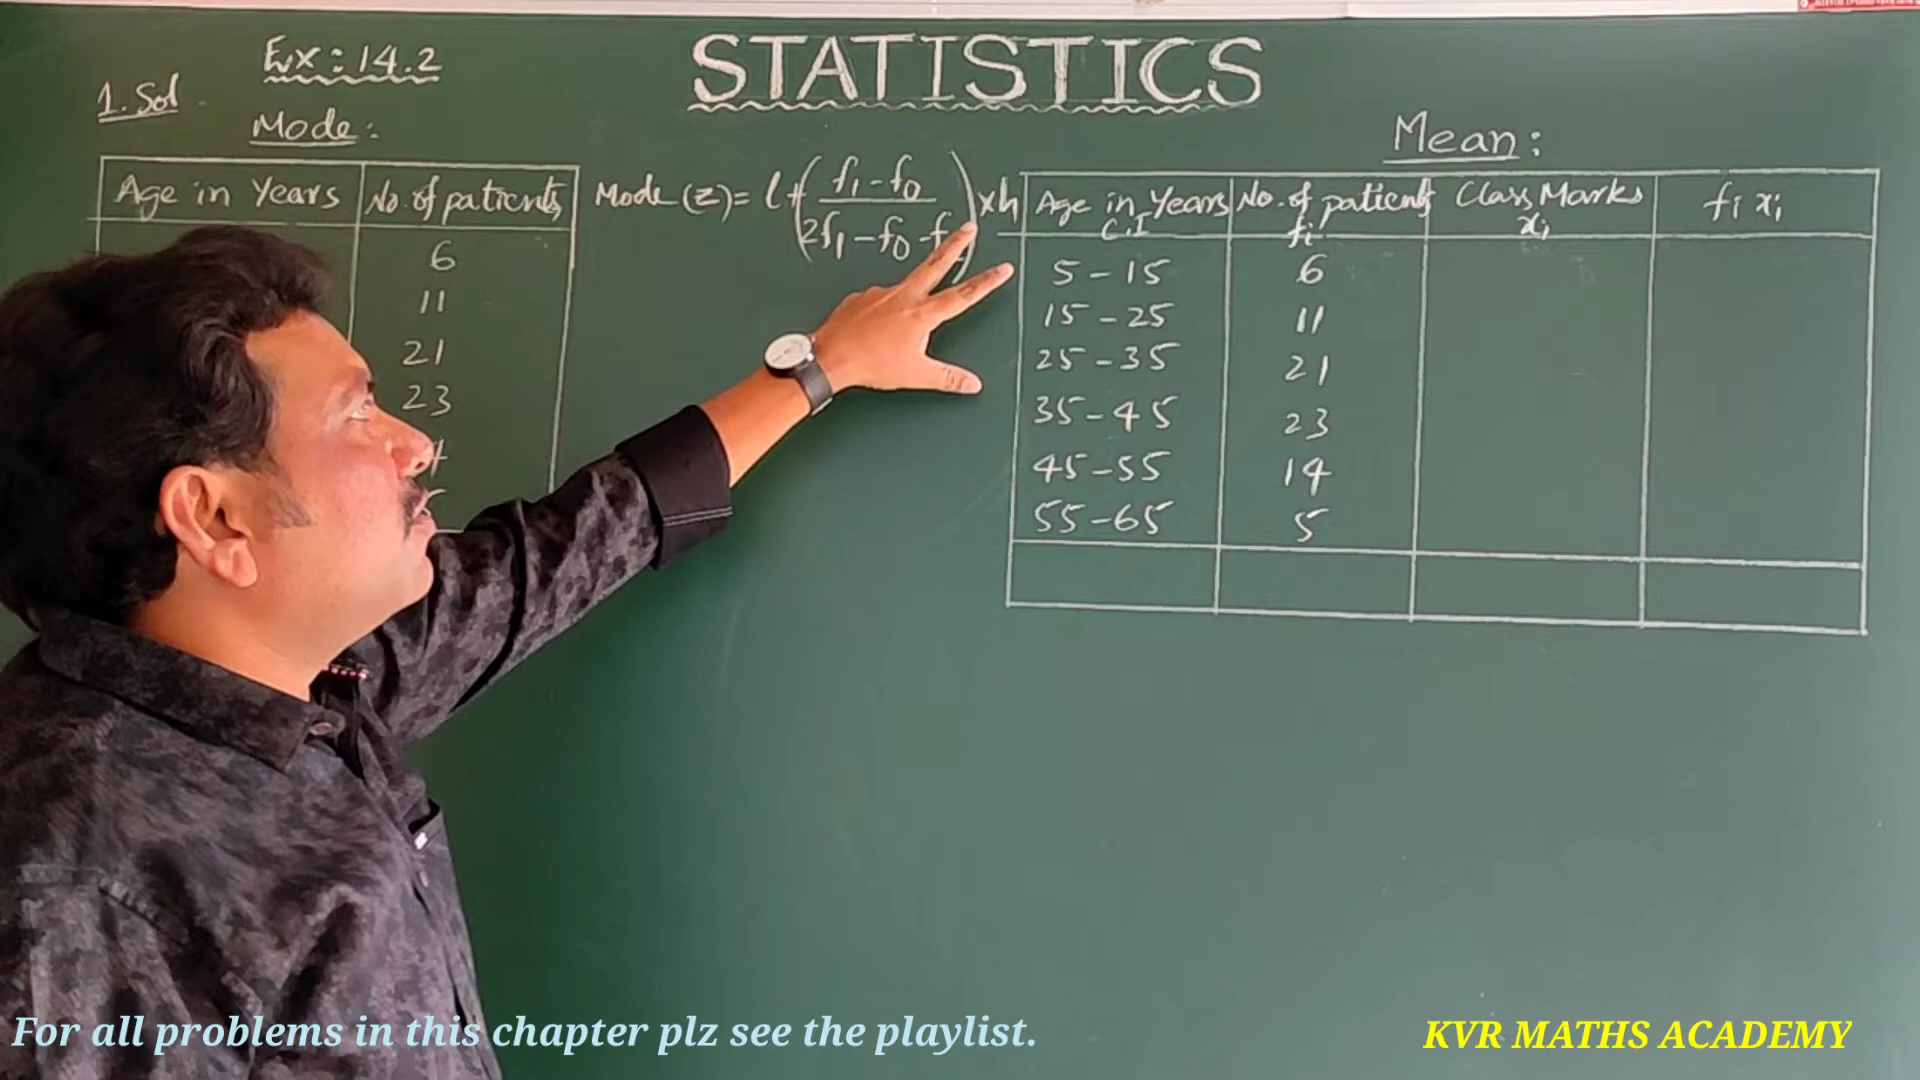 STATISTICS
Ex: 14.2
1. Sol
Mode:
Age in Years No. of patients
6
11
21
23
Mode (z) = l + ( f₁ - f₀ / 2f₁ - f₀ - f ) × h
Mean:
Age in Years C.I No. of patients fᵢ Class Marks xᵢ fᵢ xᵢ
5 - 15 6
15 - 25 11
25 - 35 21
35 - 45 23
45 - 55 14
55 - 65 5
For all problems in this chapter plz see the playlist.
KVR MATHS ACADEMY